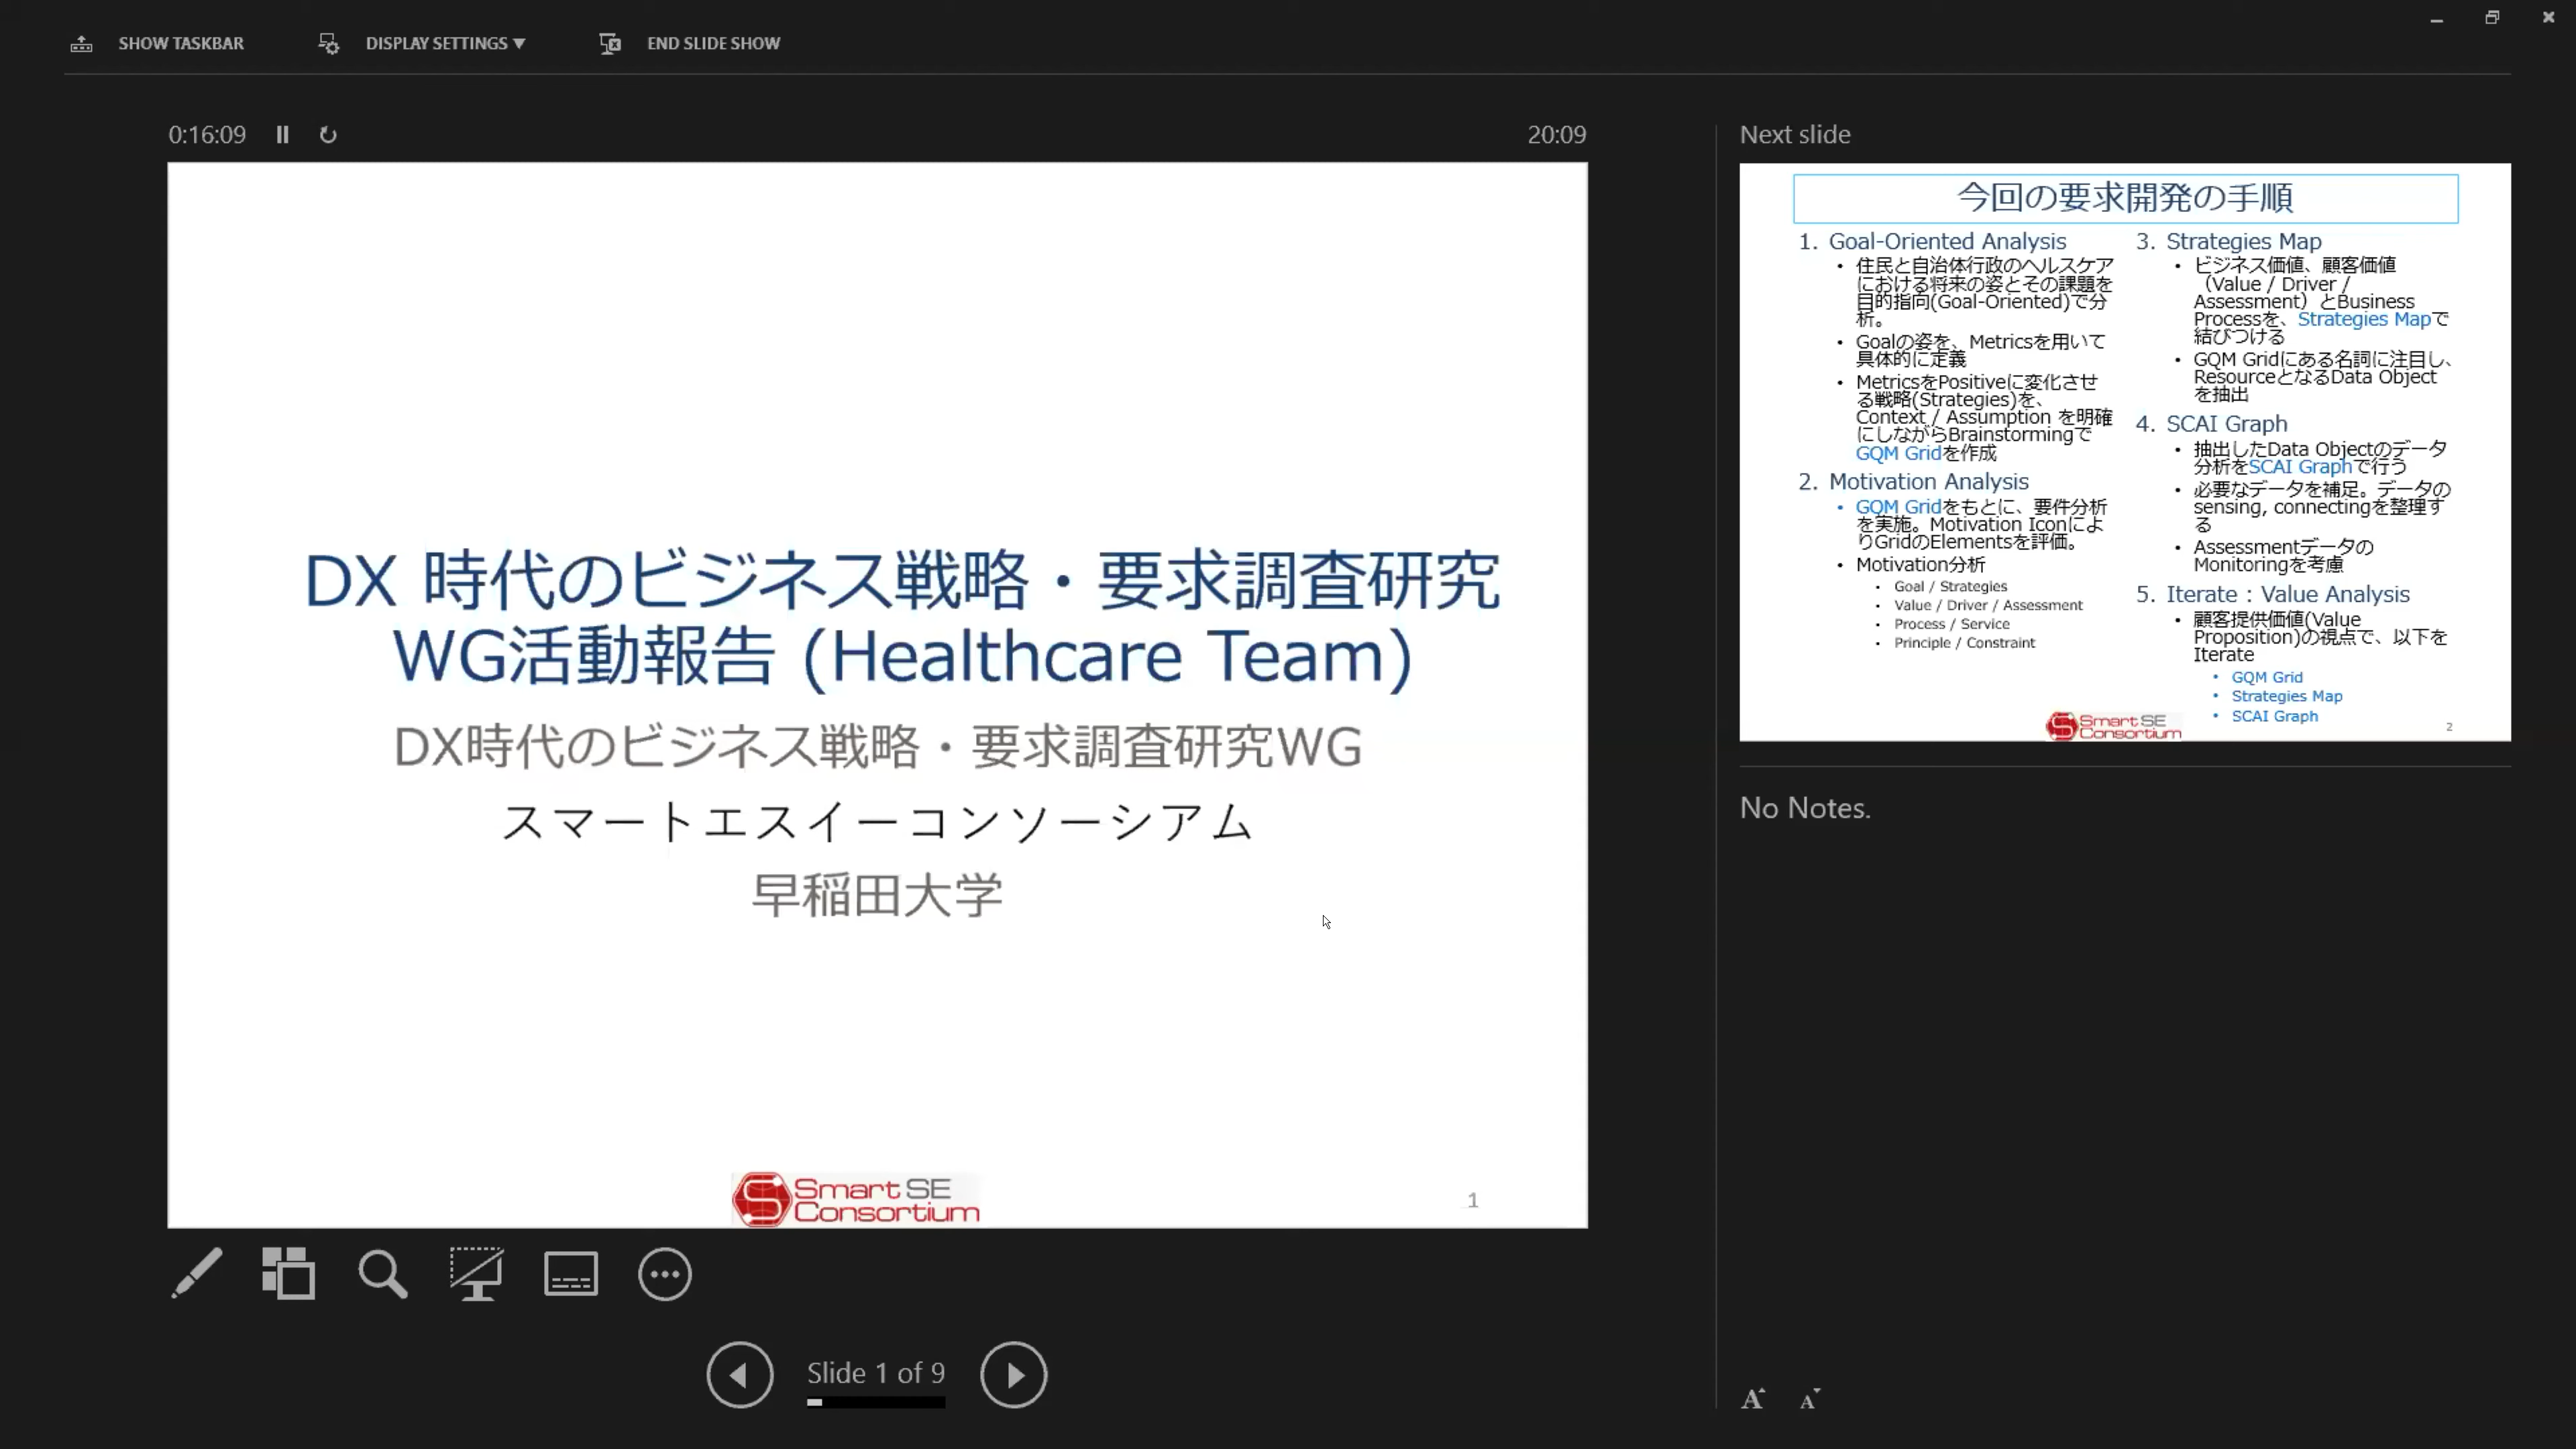 SHOW TASKBAR
DISPLAY SETTINGS ▼
END SLIDE SHOW
0:16:09
20:09
DX 時代のビジネス戦略・要求調査研究
WG活動報告 (Healthcare Team)
DX時代のビジネス戦略・要求調査研究WG
スマートエスイーコンソーシアム
早稲田大学
Smart SE
Consortium
1
Slide 1 of 9
Next slide
今回の要求開発の手順
1. Goal-Oriented Analysis
• 住民と自治体行政のヘルスケア
における将来の姿とその課題を
目的指向(Goal-Oriented)で分
析。
• Goalの姿を、Metricsを用いて
具体的に定義
• MetricsをPositiveに変化させ
る戦略(Strategies)を、
Context / Assumption を明確
にしながらBrainstormingで
GQM Gridを作成
2. Motivation Analysis
• GQM Gridをもとに、要件分析
を実施。Motivation Iconによ
りGridのElementsを評価。
• Motivation分析
• Goal / Strategies
• Value / Driver / Assessment
• Process / Service
• Principle / Constraint
3. Strategies Map
• ビジネス価値、顧客価値
（Value / Driver /
Assessment）とBusiness
Processを、Strategies Mapで
結びつける
• GQM Gridにある名詞に注目し、
ResourceとなるData Object
を抽出
4. SCAI Graph
• 抽出したData Objectのデータ
分析をSCAI Graphで行う
• 必要なデータを補足。データの
sensing, connectingを整理す
る
• Assessmentデータの
Monitoringを考慮
5. Iterate：Value Analysis
• 顧客提供価値(Value
Proposition)の視点で、以下を
Iterate
• GQM Grid
• Strategies Map
• SCAI Graph
Smart SE
Consortium
2
No Notes.
A A